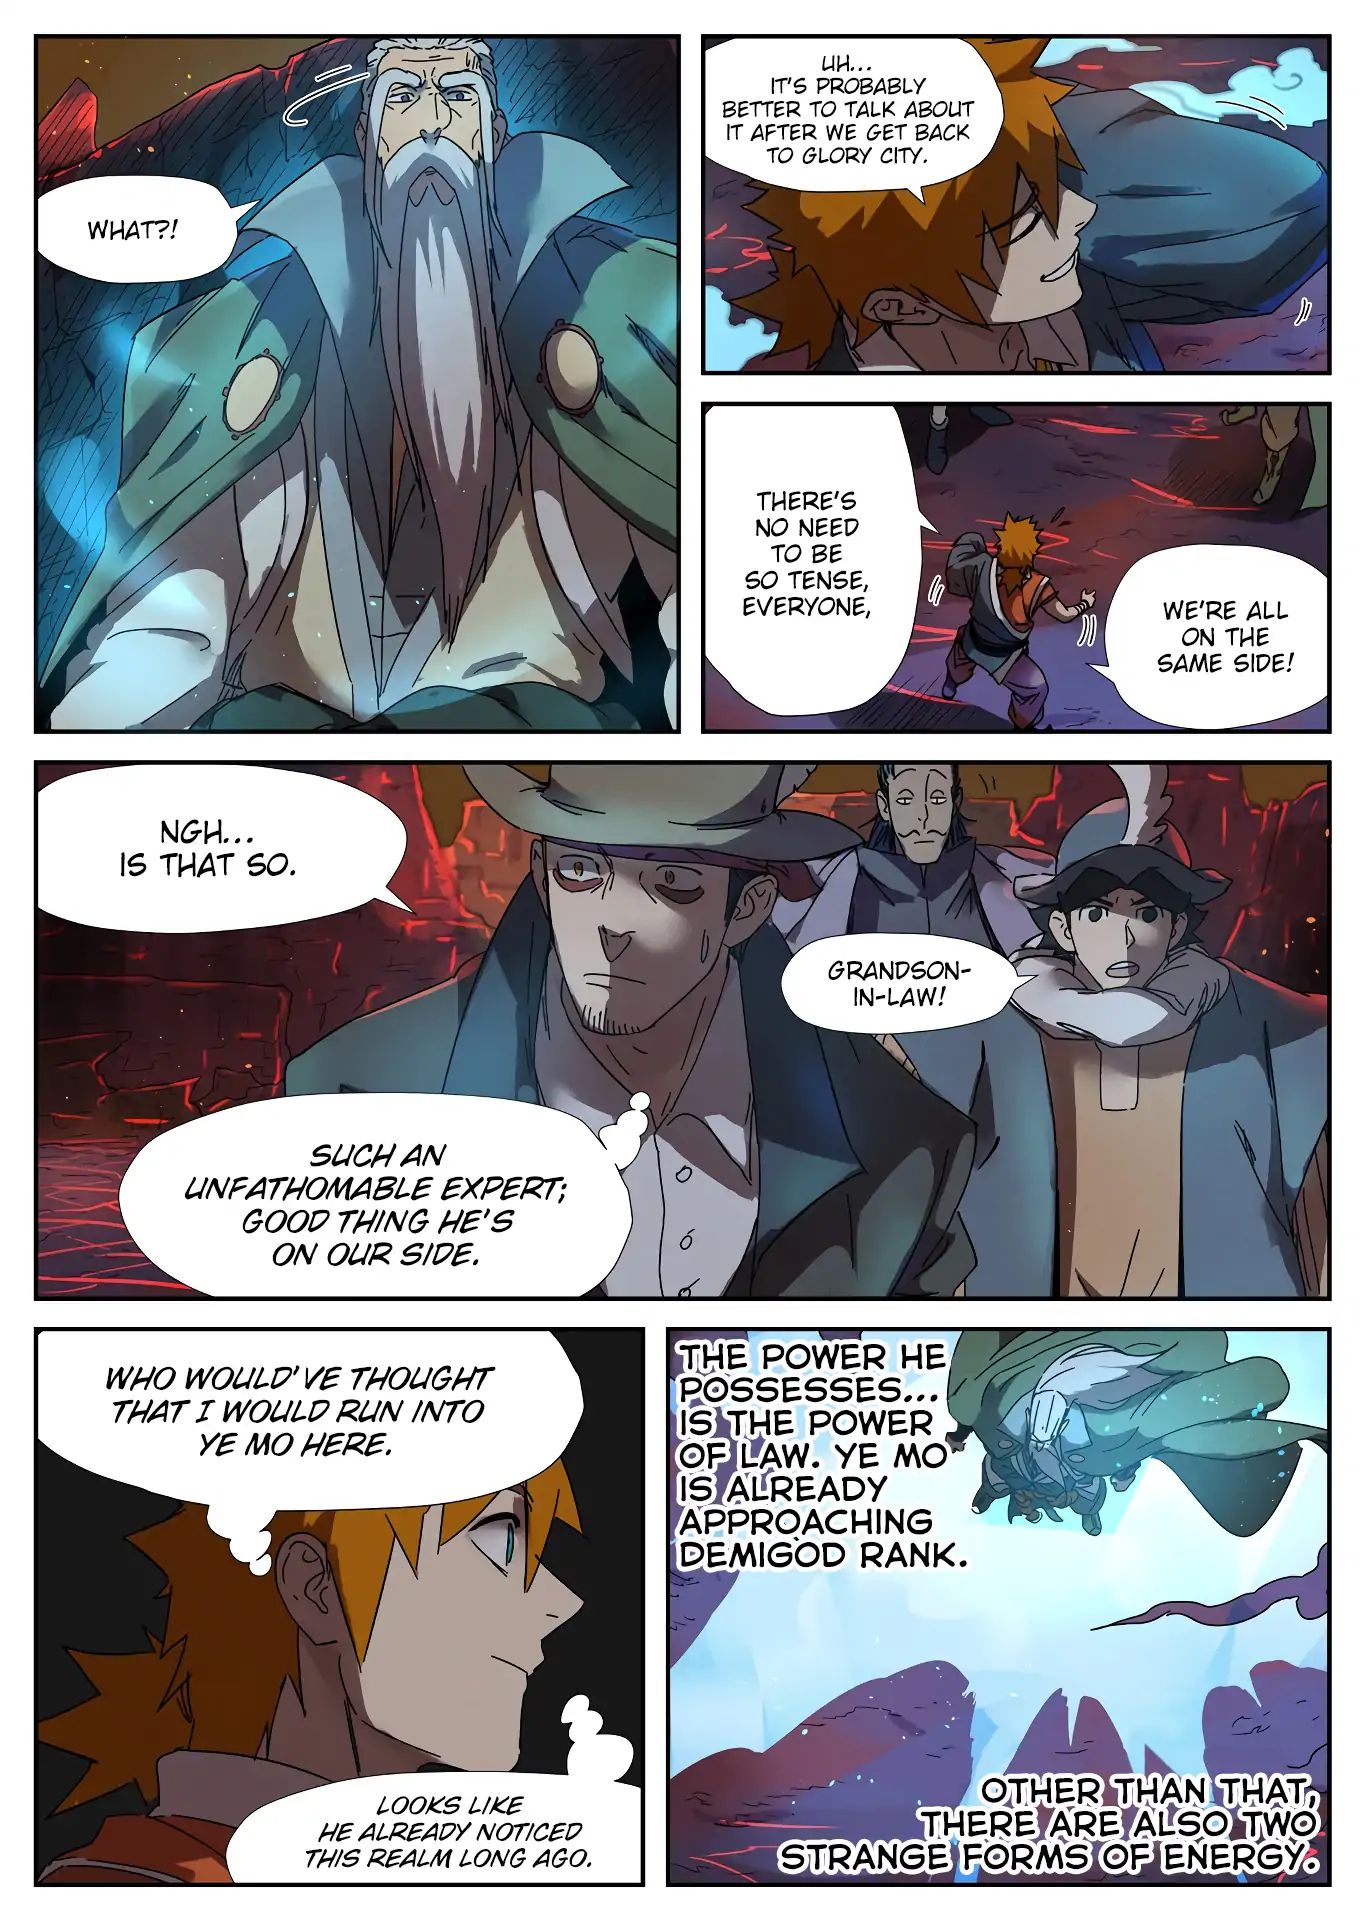 WHAT?!
UH...
IT'S PROBABLY
BETTER TO TALK ABOUT
IT AFTER WE GET BACK
TO GLORY CITY.
THERE'S
NO NEED
TO BE
SO TENSE,
EVERYONE,
WE'RE ALL
ON THE
SAME SIDE!
NGH...
IS THAT SO.
GRANDSON-
IN-LAW!
SUCH AN
UNFATHOMABLE EXPERT;
GOOD THING HE'S
ON OUR SIDE.
WHO WOULD'VE THOUGHT
THAT I WOULD RUN INTO
YE MO HERE.
LOOKS LIKE
HE ALREADY NOTICED
THIS REALM LONG AGO.
THE POWER HE
POSSESSES...
IS THE POWER
OF LAW. YE MO
IS ALREADY
APPROACHING
DEMIGOD RANK.
OTHER THAN THAT,
THERE ARE ALSO TWO
STRANGE FORMS OF ENERGY.